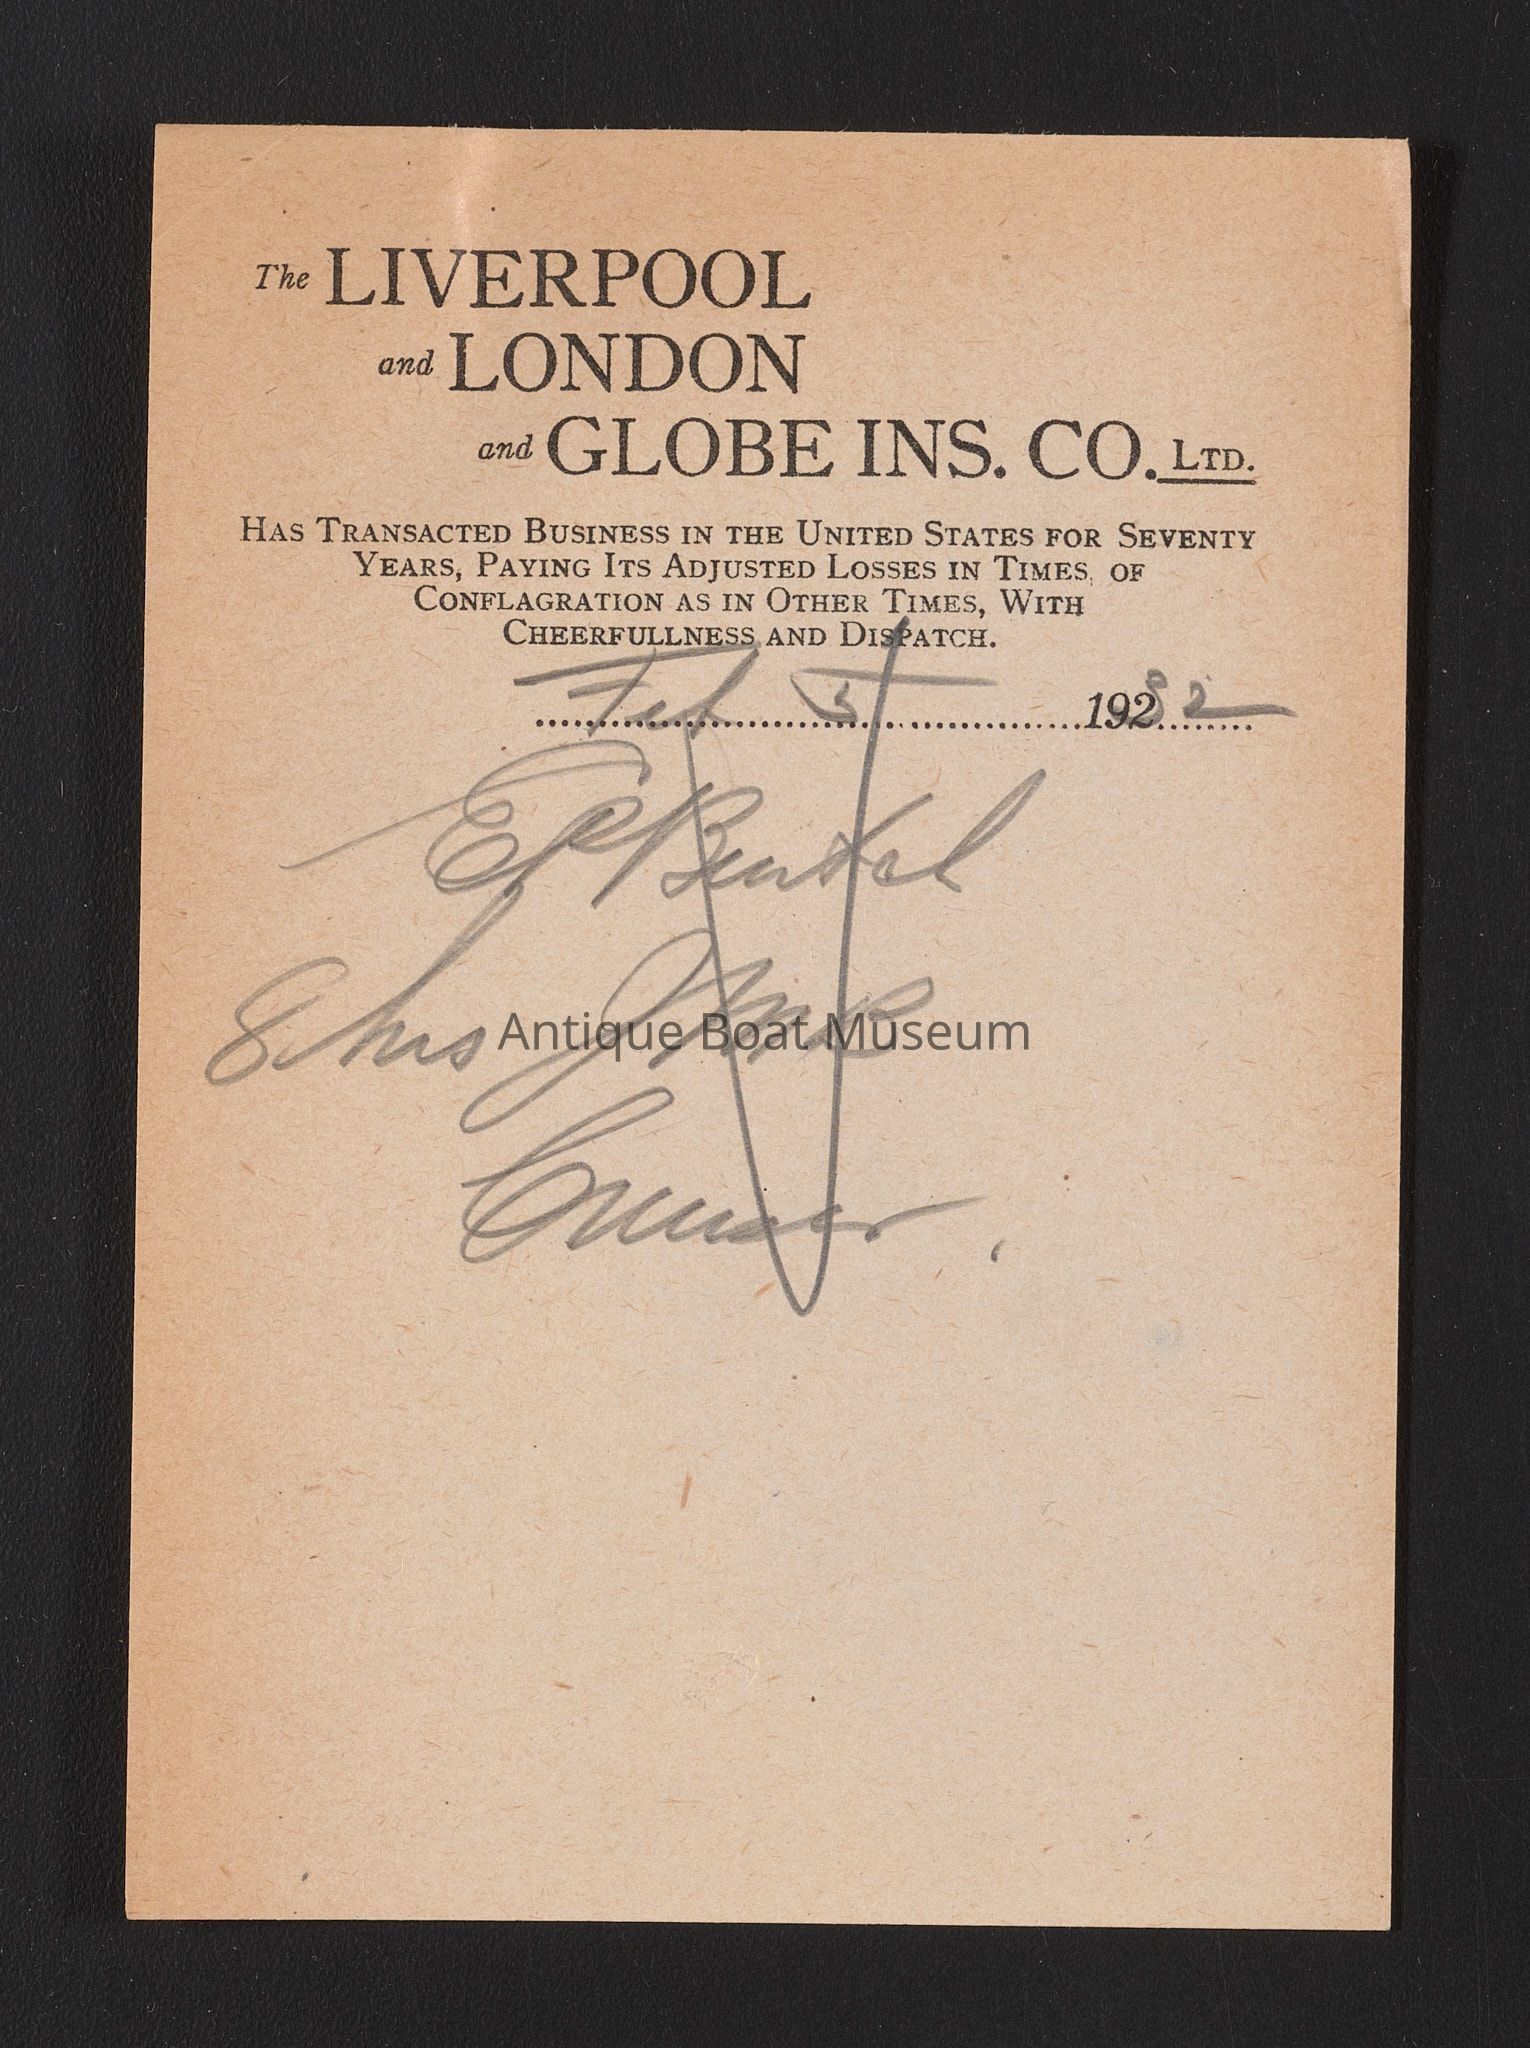 The LIVERPOOL
and LONDON
and GLOBE INS. CO. LTD.
HAS TRANSACTED BUSINESS IN THE UNITED STATES FOR SEVENTY
YEARS, PAYING ITS ADJUSTED LOSSES IN TIMES OF
CONFLAGRATION AS IN OTHER TIMES, WITH
CHEERFULLNESS AND DISPATCH.
Feb 5 192
Antique Boat Museum